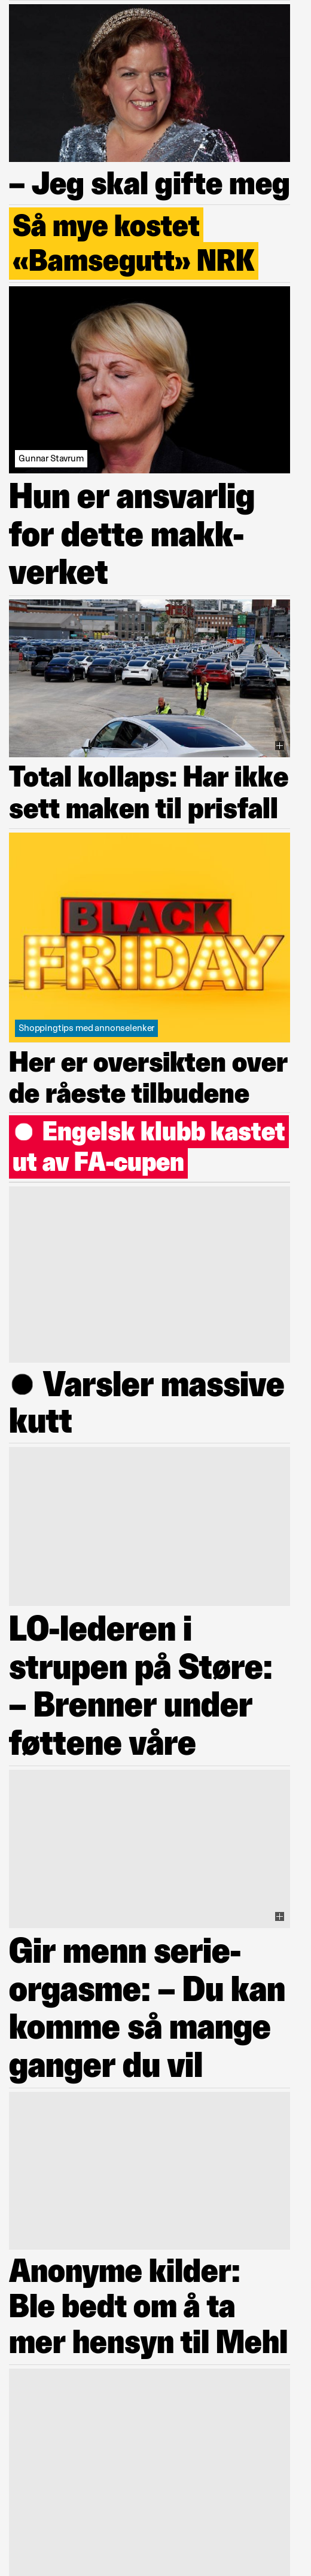 – Jeg skal gifte meg
Så mye kostet
«Bamsegutt» NRK
Gunnar Stavrum
Hun er ansvarlig
for dette makk-
verket
Total kollaps: Har ikke
sett maken til prisfall
BLACK
FRIDAY
Shoppingtips med annonselenker
Her er oversikten over
de råeste tilbudene
Engelsk klubb kastet
ut av FA-cupen
Varsler massive
kutt
LO-lederen i
strupen på Støre:
– Brenner under
føttene våre
Gir menn serie-
orgasme: – Du kan
komme så mange
ganger du vil
Anonyme kilder:
Ble bedt om å ta
mer hensyn til Mehl